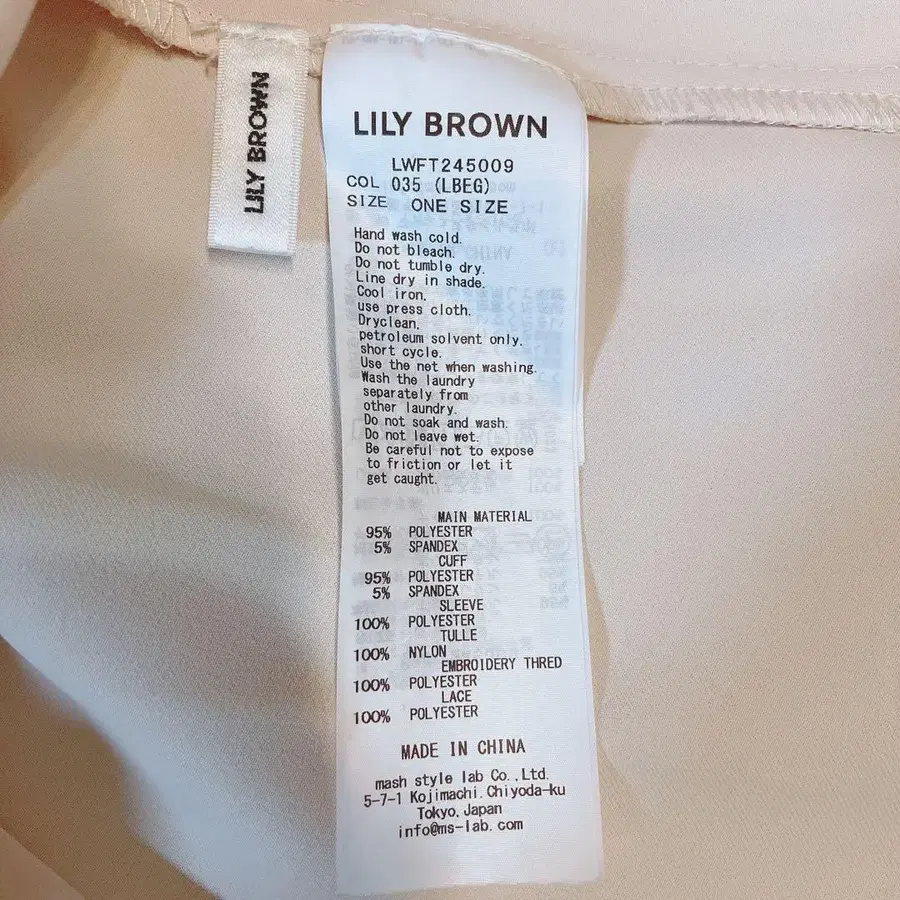 LILY BROWN
LILY BROWN
LWFT245009
COL 035 (LBEG)
SIZE ONE SIZE
Hand wash cold.
Do not bleach.
Do not tumble dry.
Line dry in shade.
Cool iron.
use press cloth.
Dryclean.
petroleum solvent only.
short cycle.
Use the net when washing.
Wash the laundry
separately from
other laundry.
Do not soak and wash.
Do not leave wet.
Be careful not to expose
to friction or let it
get caught.
MAIN MATERIAL
95% POLYESTER
5% SPANDEX
CUFF
95% POLYESTER
5% SPANDEX
SLEEVE
100% POLYESTER
TULLE
100% NYLON
EMBROIDERY THRED
100% POLYESTER
LACE
100% POLYESTER
MADE IN CHINA
mash style lab Co.,Ltd.
5-7-1 Kojimachi.Chiyoda-ku
Tokyo,Japan
info@ms-lab.com